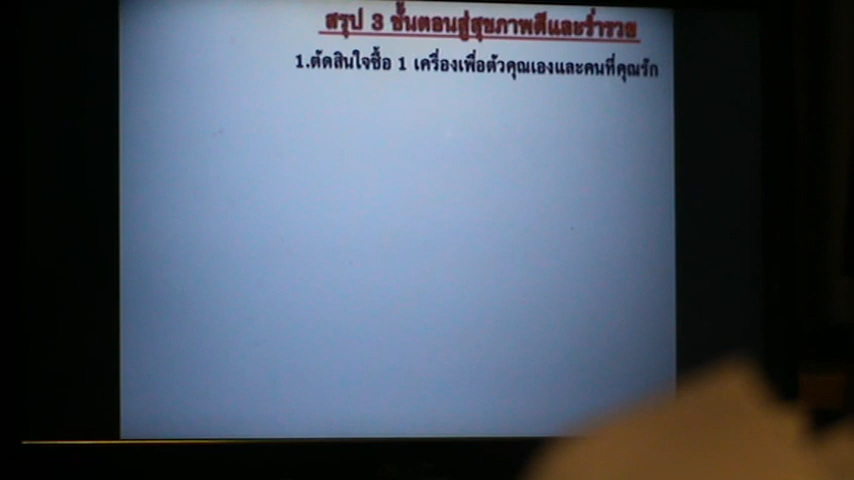 สรุป 3 ขั้นตอนสู่สุขภาพดีและร่ำรวย
1.ตัดสินใจซื้อ 1 เครื่องเพื่อตัวคุณเองและคนที่คุณรัก